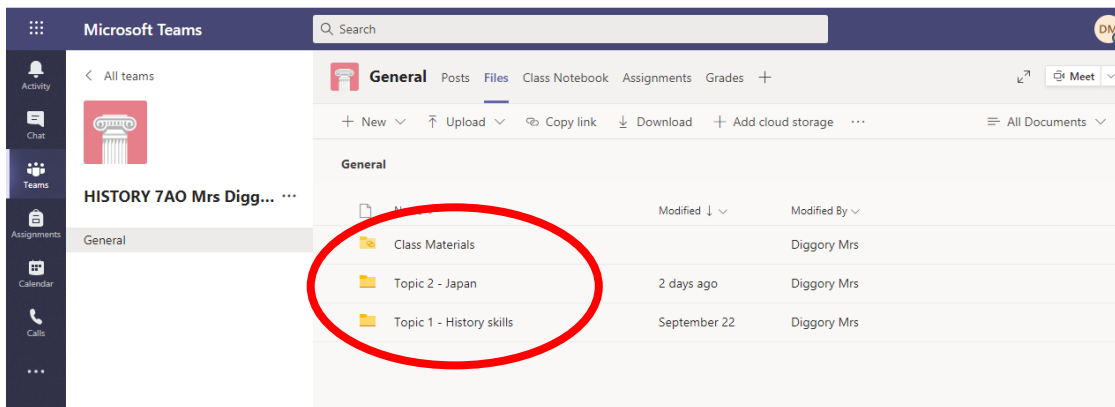 Microsoft Teams
Search
DM
Activity
Chat
Teams
Assignments
Calendar
Calls
All teams
HISTORY 7AO Mrs Digg... ...
General
General Posts Files Class Notebook Assignments Grades
Meet
New Upload Copy link Download Add cloud storage ... All Documents
General
Modified Modified By
Class Materials Diggory Mrs
Topic 2 - Japan 2 days ago Diggory Mrs
Topic 1 - History skills September 22 Diggory Mrs